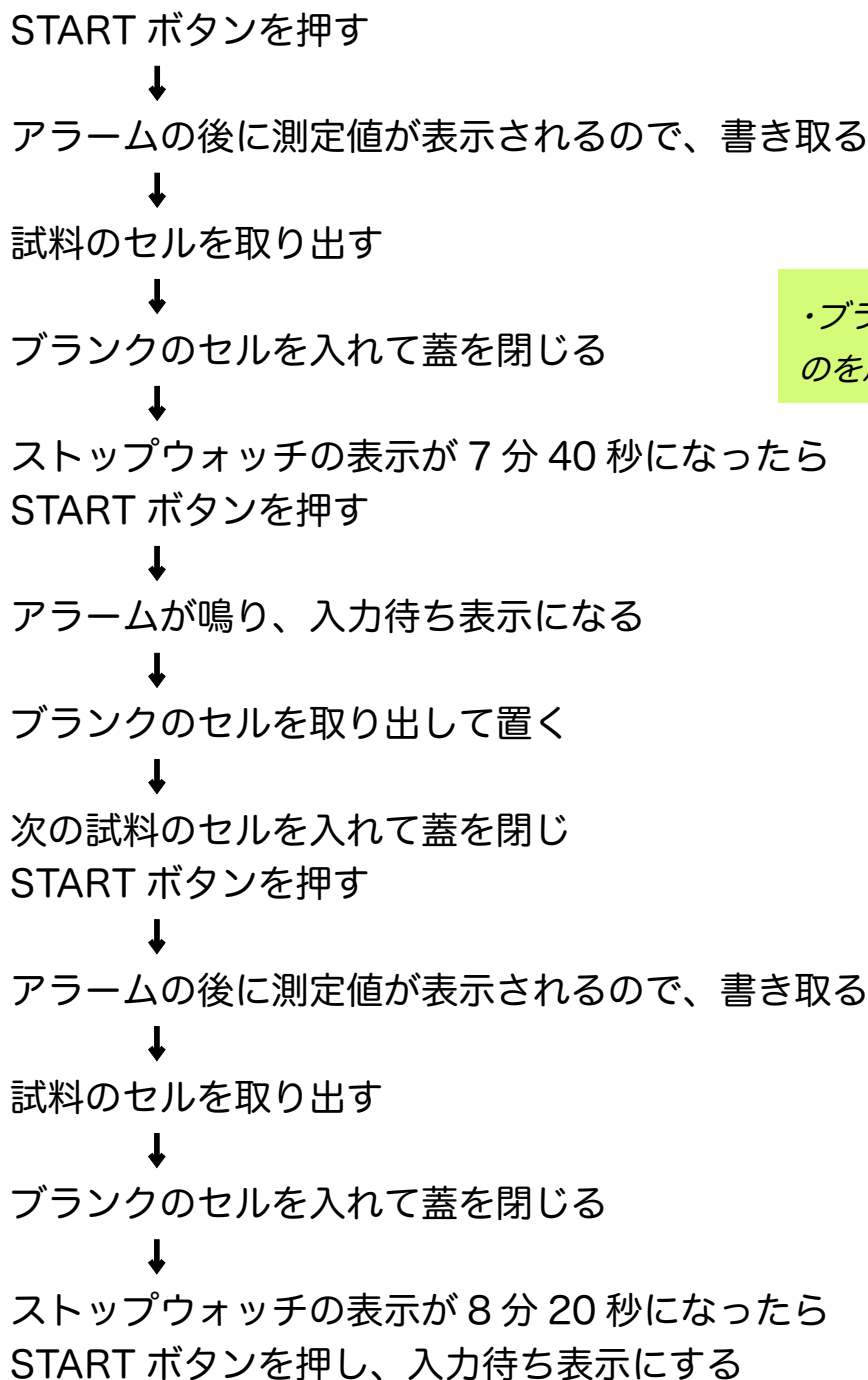 START ボタンを押す
↓
アラームの後に測定値が表示されるので、書き取る
↓
試料のセルを取り出す
↓
ブランクのセルを入れて蓋を閉じる
↓
・ブラ
のを
ストップウォッチの表示が 7 分 40 秒になったら
START ボタンを押す
↓
アラームが鳴り、入力待ち表示になる
↓
ブランクのセルを取り出して置く
↓
次の試料のセルを入れて蓋を閉じ
START ボタンを押す
↓
アラームの後に測定値が表示されるので、書き取る
↓
試料のセルを取り出す
↓
ブランクのセルを入れて蓋を閉じる
↓
ストップウォッチの表示が 8 分 20 秒になったら
START ボタンを押し、入力待ち表示にする